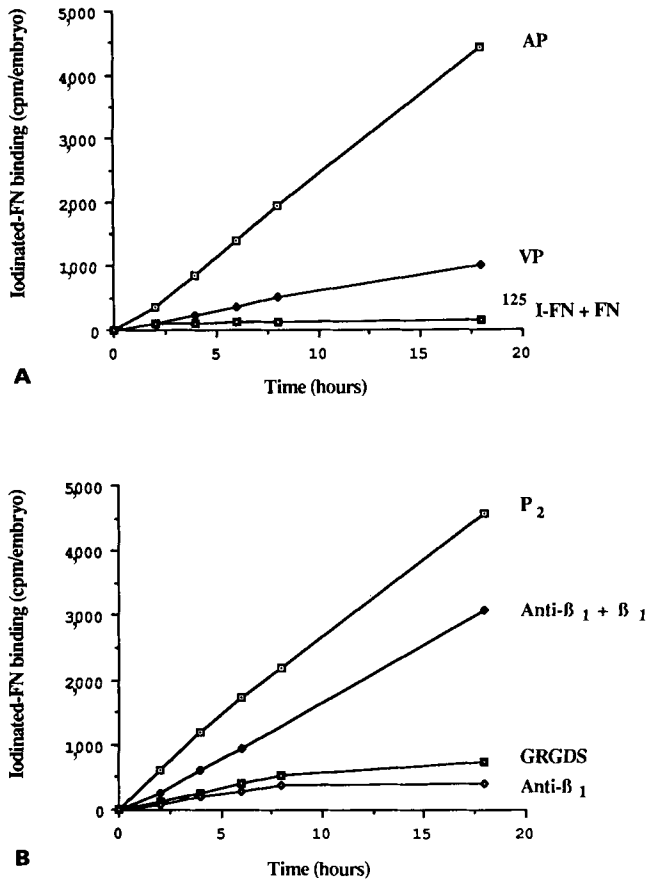 5,000
4,000
3,000
2,000
1,000
0
Iodinated-FN binding (cpm/embryo)
AP
VP
125 I-FN + FN
0 5 10 15 20
Time (hours)
A
5,000
4,000
3,000
2,000
1,000
0
Iodinated-FN binding (cpm/embryo)
P 2
Anti-ß 1 + ß 1
GRGDS
Anti-ß 1
0 5 10 15 20
Time (hours)
B